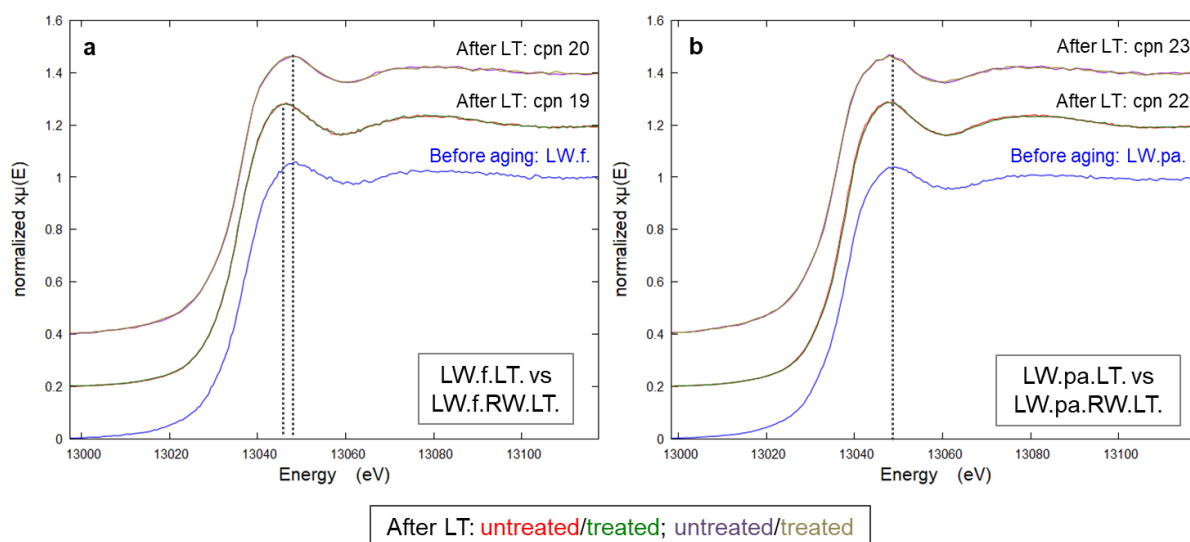 a
After LT: cpn 20
After LT: cpn 19
Before aging: LW.f.
LW.f.LT. vs
LW.f.RW.LT.
normalized xμ(E)
1.6
1.4
1.2
1
0.8
0.6
0.4
0.2
0
13000 13020 13040 13060 13080 13100
Energy (eV)
b
After LT: cpn 23
After LT: cpn 22
Before aging: LW.pa.
LW.pa.LT. vs
LW.pa.RW.LT.
normalized xμ(E)
1.6
1.4
1.2
1
0.8
0.6
0.4
0.2
0
13000 13020 13040 13060 13080 13100
Energy (eV)
After LT: untreated/treated; untreated/treated